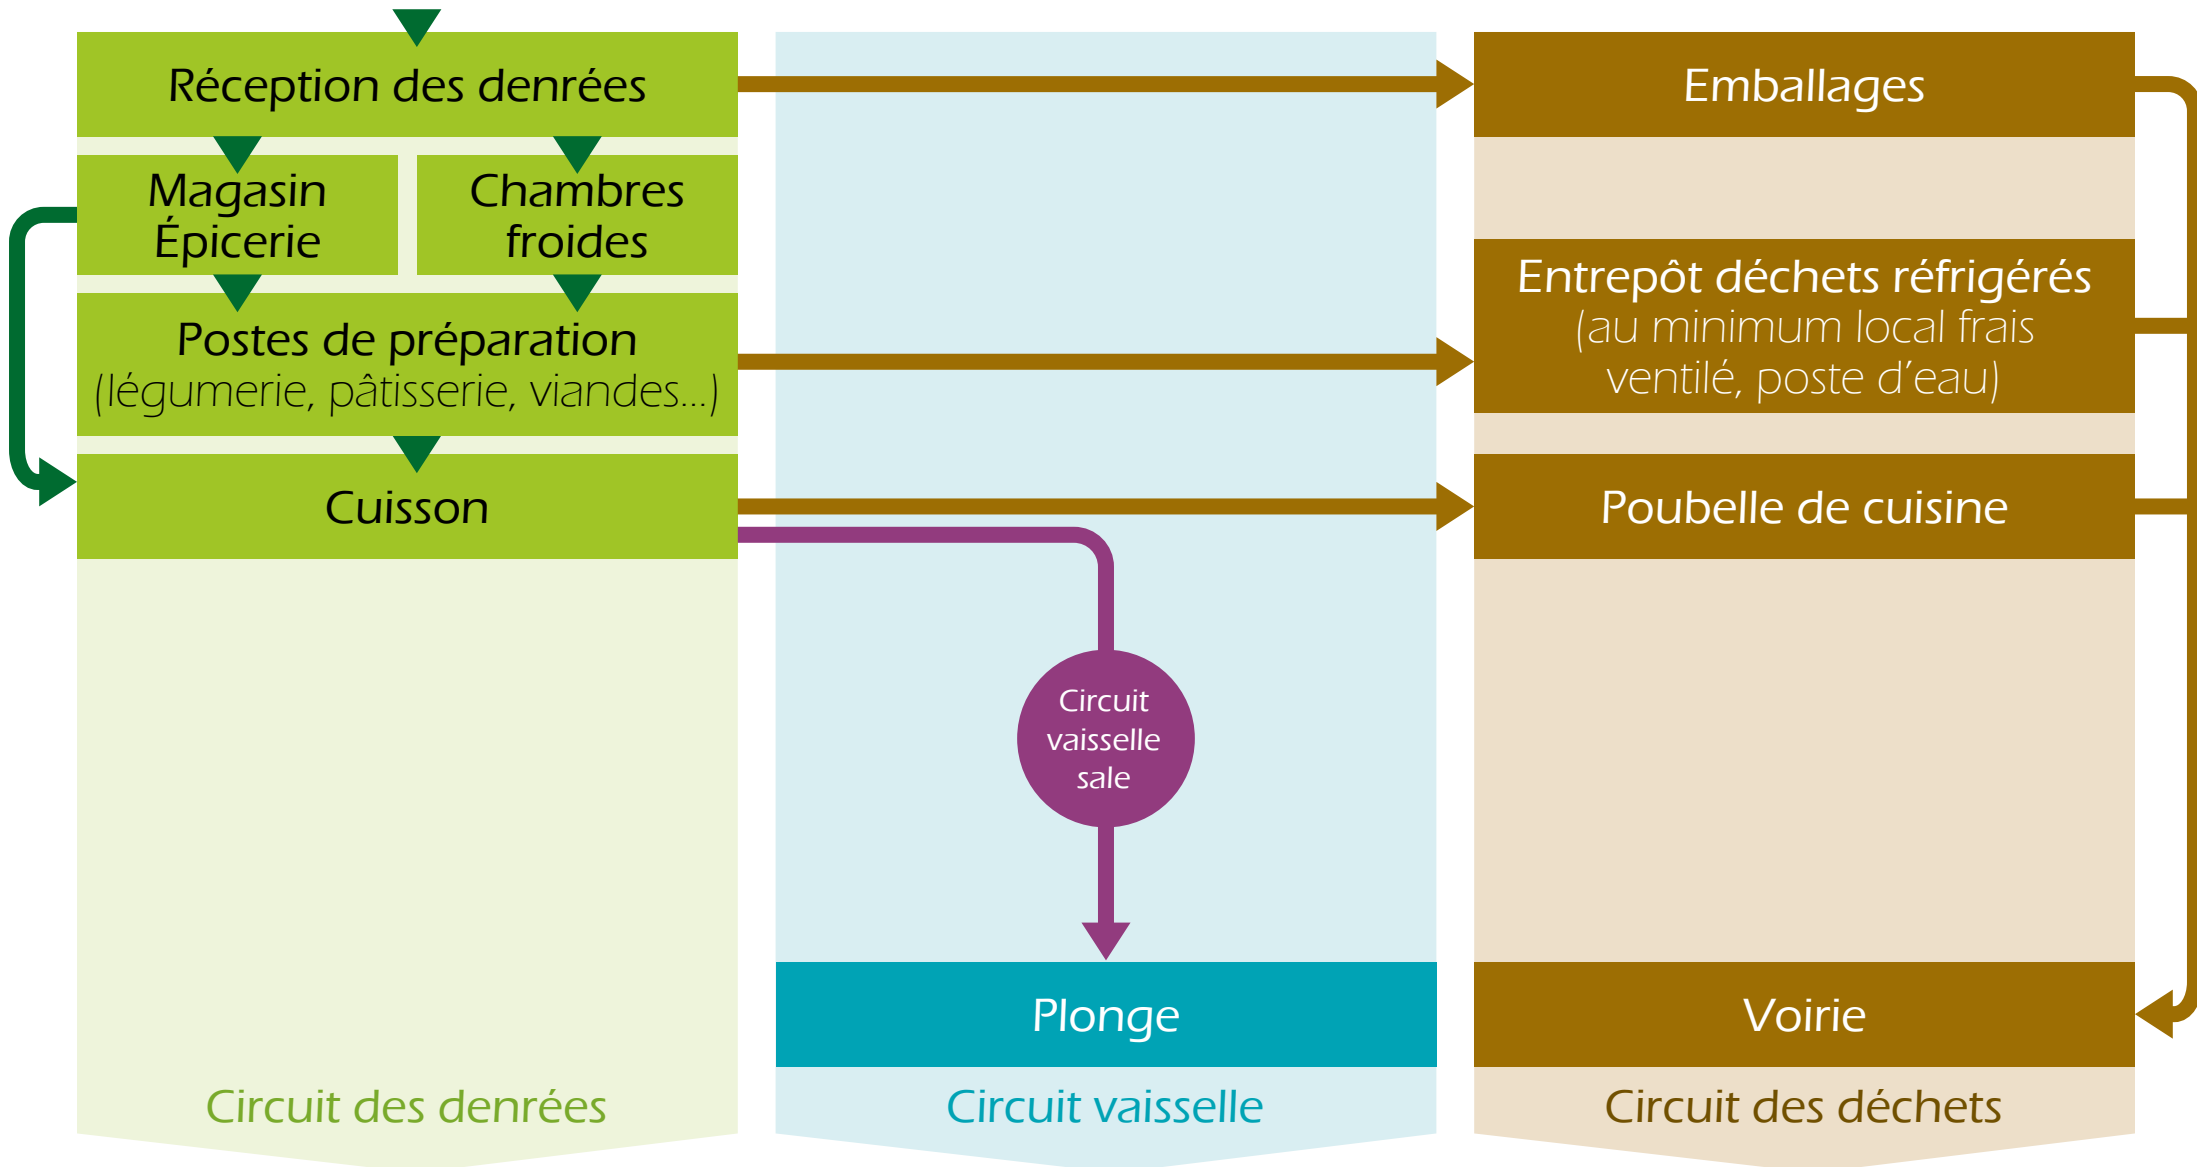 Réception des denrées
Emballages
Magasin
Épicerie
Chambres
froides
Entrepôt déchets réfrigérés
(au minimum local frais
ventilé, poste d’eau)
Postes de préparation
(légumerie, pâtisserie, viandes...)
Cuisson
Poubelle de cuisine
Circuit
vaisselle
sale
Plonge
Voirie
Circuit des denrées
Circuit vaisselle
Circuit des déchets